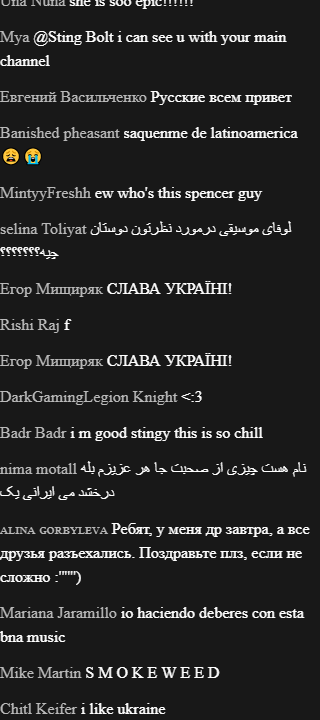 Una Nuna she is soo epic!!!!!!
Mya @Sting Bolt i can see u with your main
channel
Евгений Васильченко Русские всем привет
Banished pheasant saquenme de latinoamerica
😩😭
MintyyFreshh ew who's this spencer guy
selina Toliyat لوفای موسیقی درمورد نظرتون دوستان
چیه؟؟؟؟؟؟؟
Егор Мищиряк СЛАВА УКРАЇНІ!
Rishi Raj f
Егор Мищиряк СЛАВА УКРАЇНІ!
DarkGamingLegion Knight <:3
Badr Badr i m good stingy this is so chill
nima motall نام هست چیزی از صحبت جا هر عزیزم بله
درخشد می ایرانی یک
ALINA GORBYLEVA Ребят, у меня др завтра, а все
друзья разъехались. Поздравьте плз, если не
сложно :""'')
Mariana Jaramillo io haciendo deberes con esta
bna music
Mike Martin S M O K E W E E D
Chitl Keifer i like ukraine